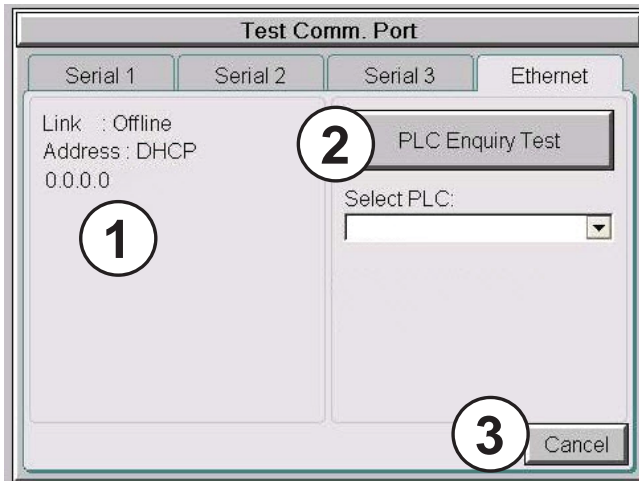 Test Comm. Port
Serial 1 Serial 2 Serial 3 Ethernet
Link : Offline
Address : DHCP
0.0.0.0
1
2
PLC Enquiry Test
Select PLC:
3
Cancel